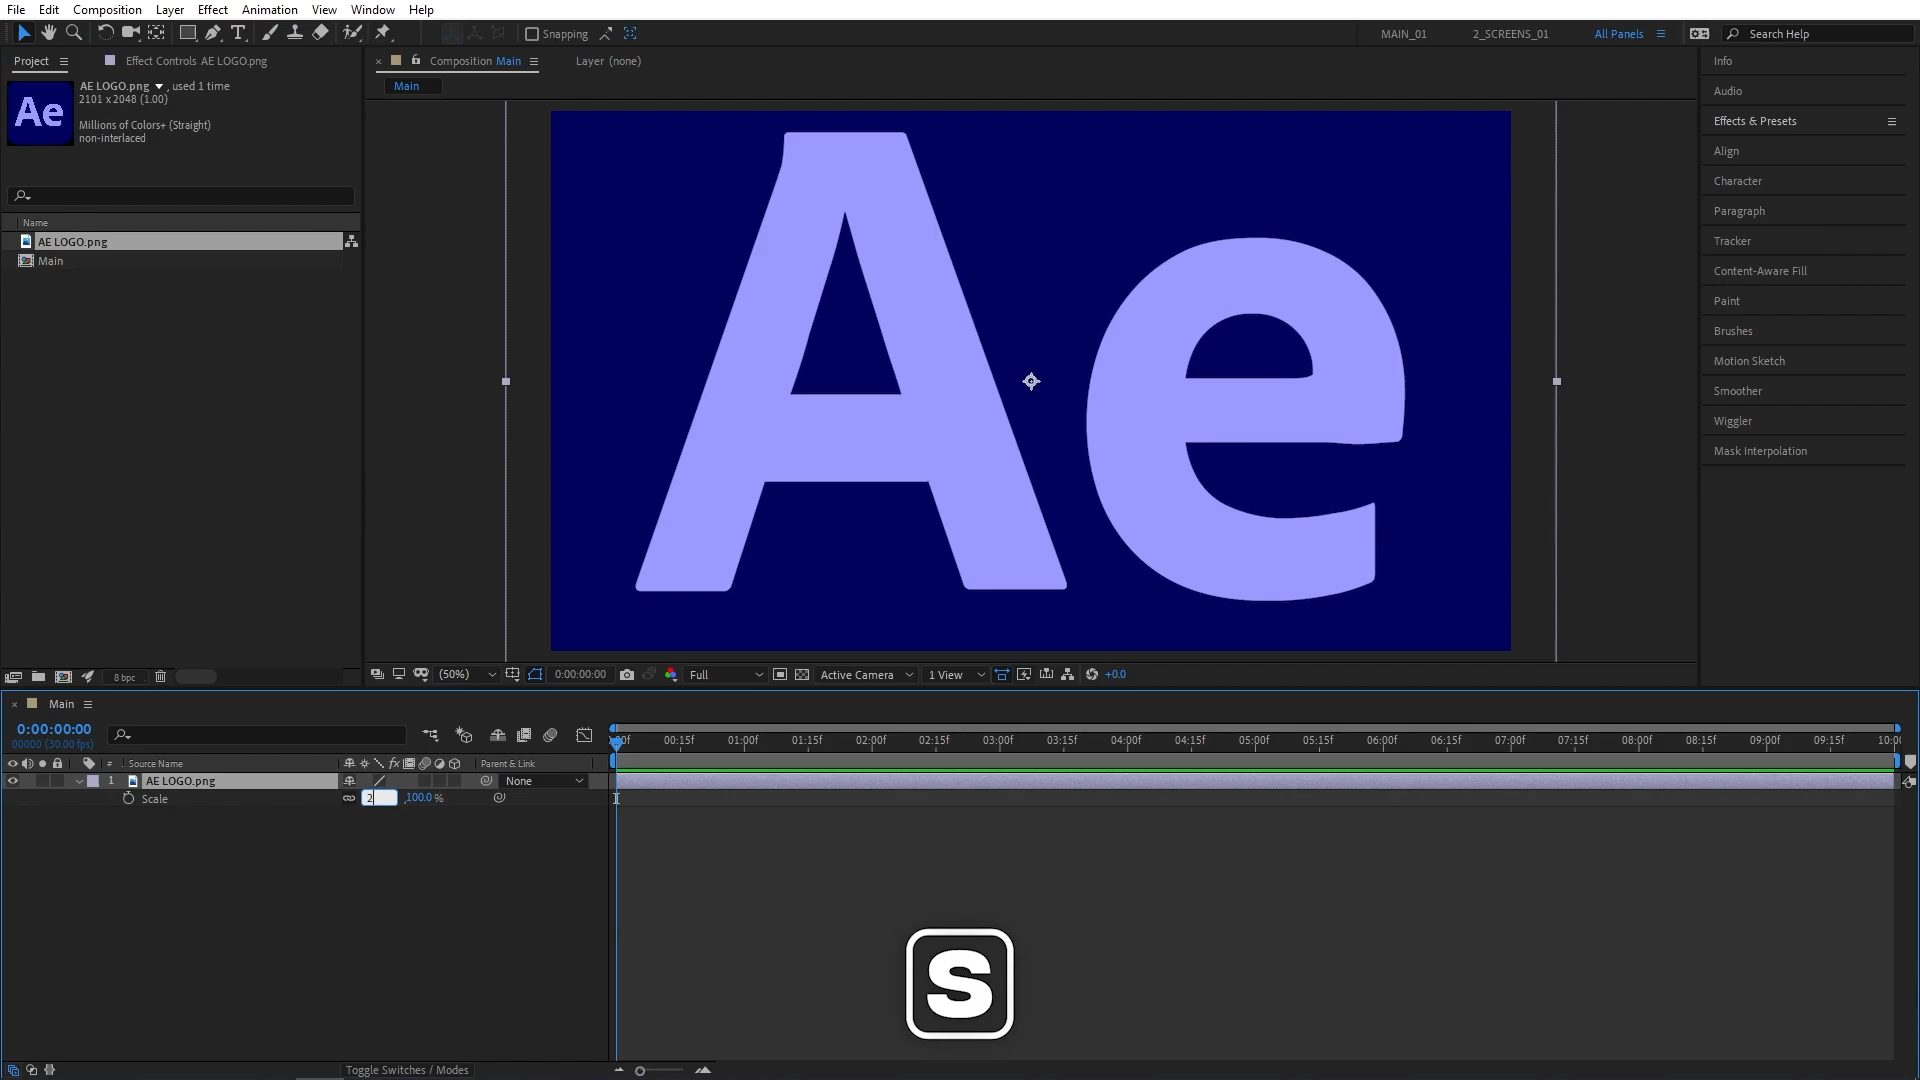 File Edit Composition Layer Effect Animation View Window Help
Snapping MAIN_01 2_SCREENS_01 All Panels Search Help
Project Effect Controls AE LOGO.png
Composition Main Layer (none)
Main
AE LOGO.png , used 1 time
2101 x 2048 (1.00)
Millions of Colors+ (Straight)
non-interlaced
Ae
Name
AE LOGO.png
Main
Ae
Info
Audio
Effects & Presets
Align
Character
Paragraph
Tracker
Content-Aware Fill
Paint
Brushes
Motion Sketch
Smoother
Wiggler
Mask Interpolation
8 bpc
(50%) 0:00:00:00 Full Active Camera 1 View +0.0
Main
0:00:00:00
00000 (30.00 fps)
00:15f 01:00f 01:15f 02:00f 02:15f 03:00f 03:15f 04:00f 04:15f 05:00f 05:15f 06:00f 06:15f 07:00f 07:15f 08:00f 08:15f 09:00f 09:15f
# Source Name fx Parent & Link
1 AE LOGO.png None
Scale 2 ,100.0 %
S
Toggle Switches / Modes